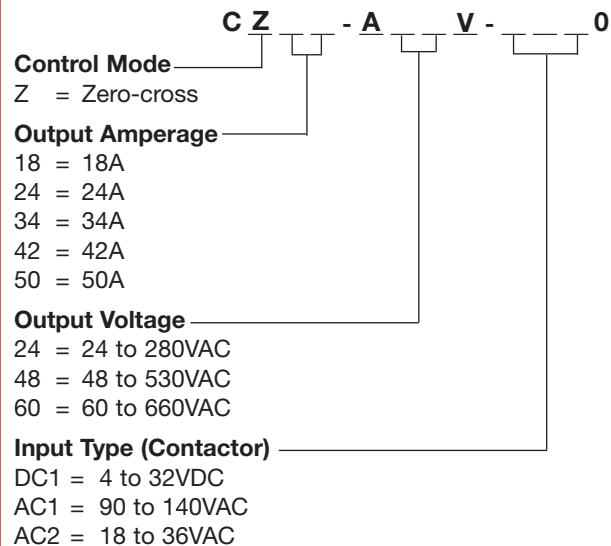 C Z _ _ - A _ _ V - _ _ _ 0
Control Mode
Z = Zero-cross
Output Amperage
18 = 18A
24 = 24A
34 = 34A
42 = 42A
50 = 50A
Output Voltage
24 = 24 to 280VAC
48 = 48 to 530VAC
60 = 60 to 660VAC
Input Type (Contactor)
DC1 = 4 to 32VDC
AC1 = 90 to 140VAC
AC2 = 18 to 36VAC